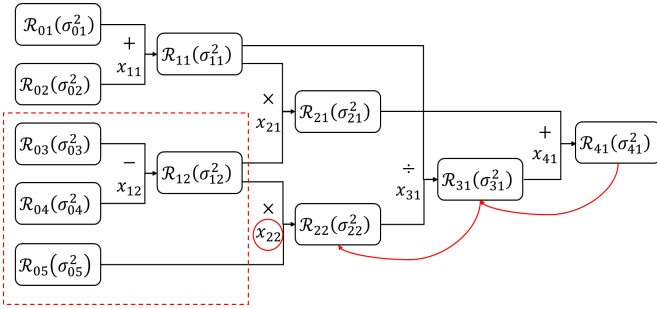 ℛ₀₁(σ₀₁²)
+
x₁₁
ℛ₁₁(σ₁₁²)
ℛ₀₂(σ₀₂²)
×
x₂₁
ℛ₂₁(σ₂₁²)
+
x₄₁
ℛ₄₁(σ₄₁²)
ℛ₀₃(σ₀₃²)
−
x₁₂
ℛ₁₂(σ₁₂²)
÷
x₃₁
ℛ₃₁(σ₃₁²)
ℛ₀₄(σ₀₄²)
×
x₂₂
ℛ₂₂(σ₂₂²)
ℛ₀₅(σ₀₅²)